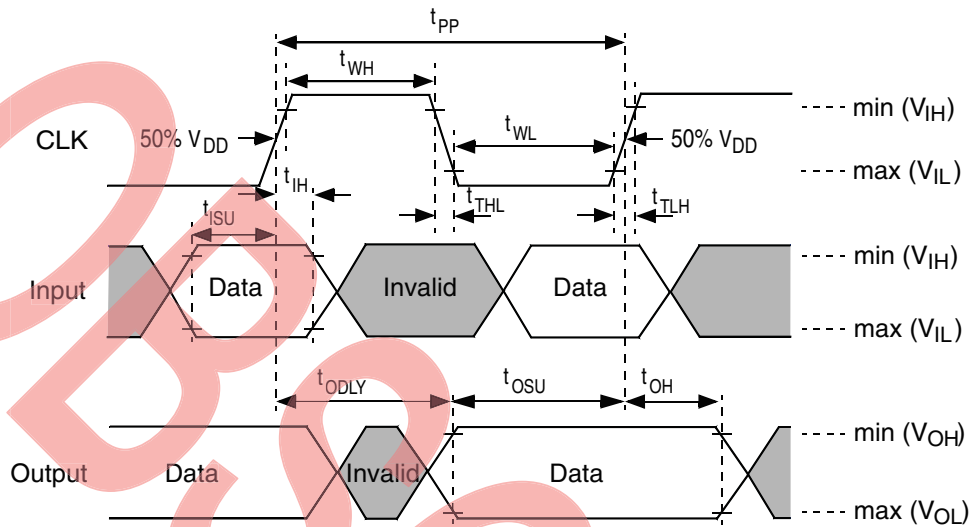 tPP
tWH
min (VIH)
CLK
50% VDD
tWL
50% VDD
max (VIL)
tIH
tTHL
tTLH
tISU
min (VIH)
Input
Data
Invalid
Data
max (VIL)
tODLY
tOSU
tOH
min (VOH)
Output
Data
Invalid
Data
max (VOL)